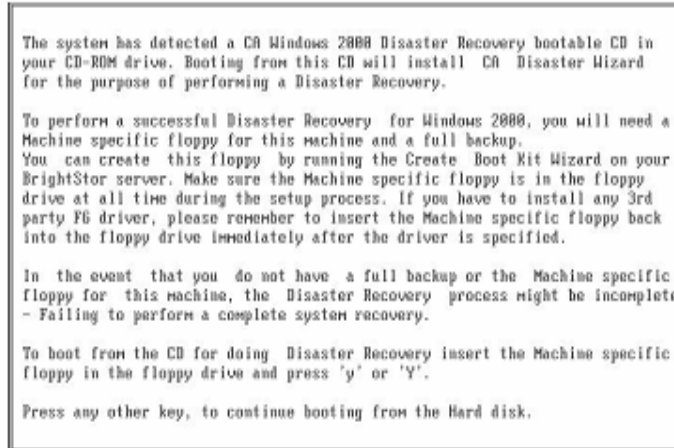 The system has detected a CA Windows 2000 Disaster Recovery bootable CD in
your CD-ROM drive. Booting from this CD will install CA Disaster Wizard
for the purpose of performing a Disaster Recovery.
To perform a successful Disaster Recovery for Windows 2000, you will need a
Machine specific floppy for this machine and a full backup.
You can create this floppy by running the Create Boot Kit Wizard on your
BrightStor server. Make sure the Machine specific floppy is in the floppy
drive at all time during the setup process. If you have to install any 3rd
party F6 driver, please remember to insert the Machine specific floppy back
into the floppy drive immediately after the driver is specified.
In the event that you do not have a full backup or the Machine specific
floppy for this machine, the Disaster Recovery process might be incomplete
- Failing to perform a complete system recovery.
To boot from the CD for doing Disaster Recovery insert the Machine specific
floppy in the floppy drive and press 'y' or 'Y'.
Press any other key, to continue booting from the Hard disk.